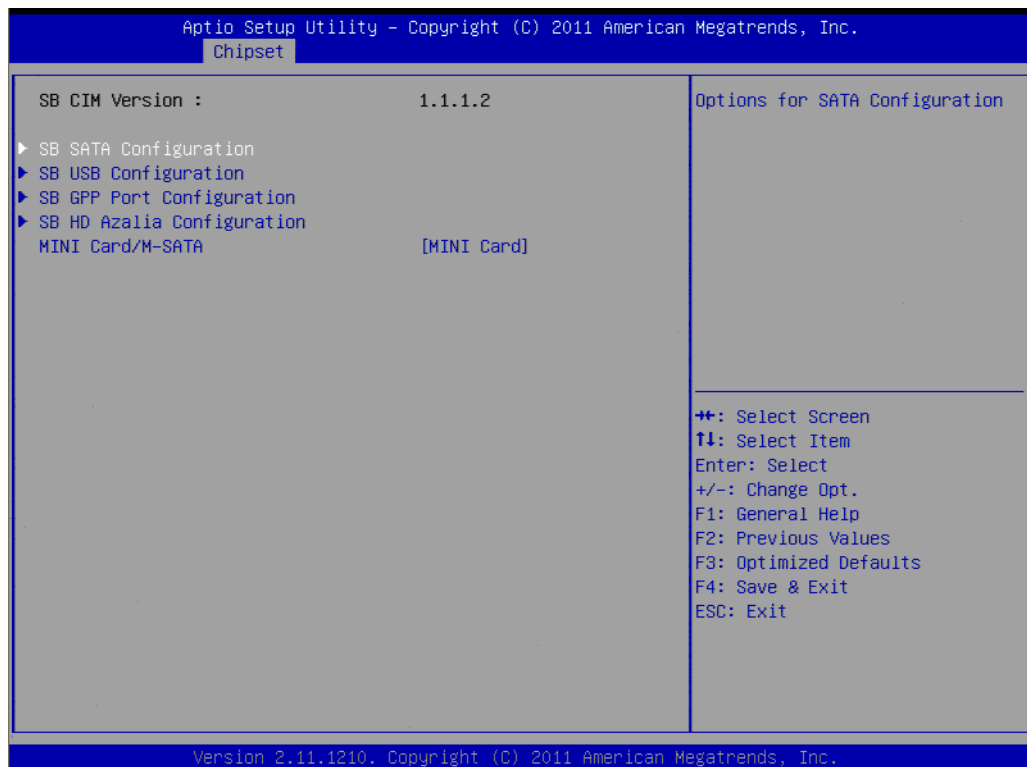 Aptio Setup Utility – Copyright (C) 2011 American Megatrends, Inc.
Chipset
SB CIM Version : 1.1.1.2
SB SATA Configuration
SB USB Configuration
SB GPP Port Configuration
SB HD Azalia Configuration
MINI Card/M-SATA [MINI Card]
Options for SATA Configuration
→←: Select Screen
↑↓: Select Item
Enter: Select
+/-: Change Opt.
F1: General Help
F2: Previous Values
F3: Optimized Defaults
F4: Save & Exit
ESC: Exit
Version 2.11.1210. Copyright (C) 2011 American Megatrends, Inc.